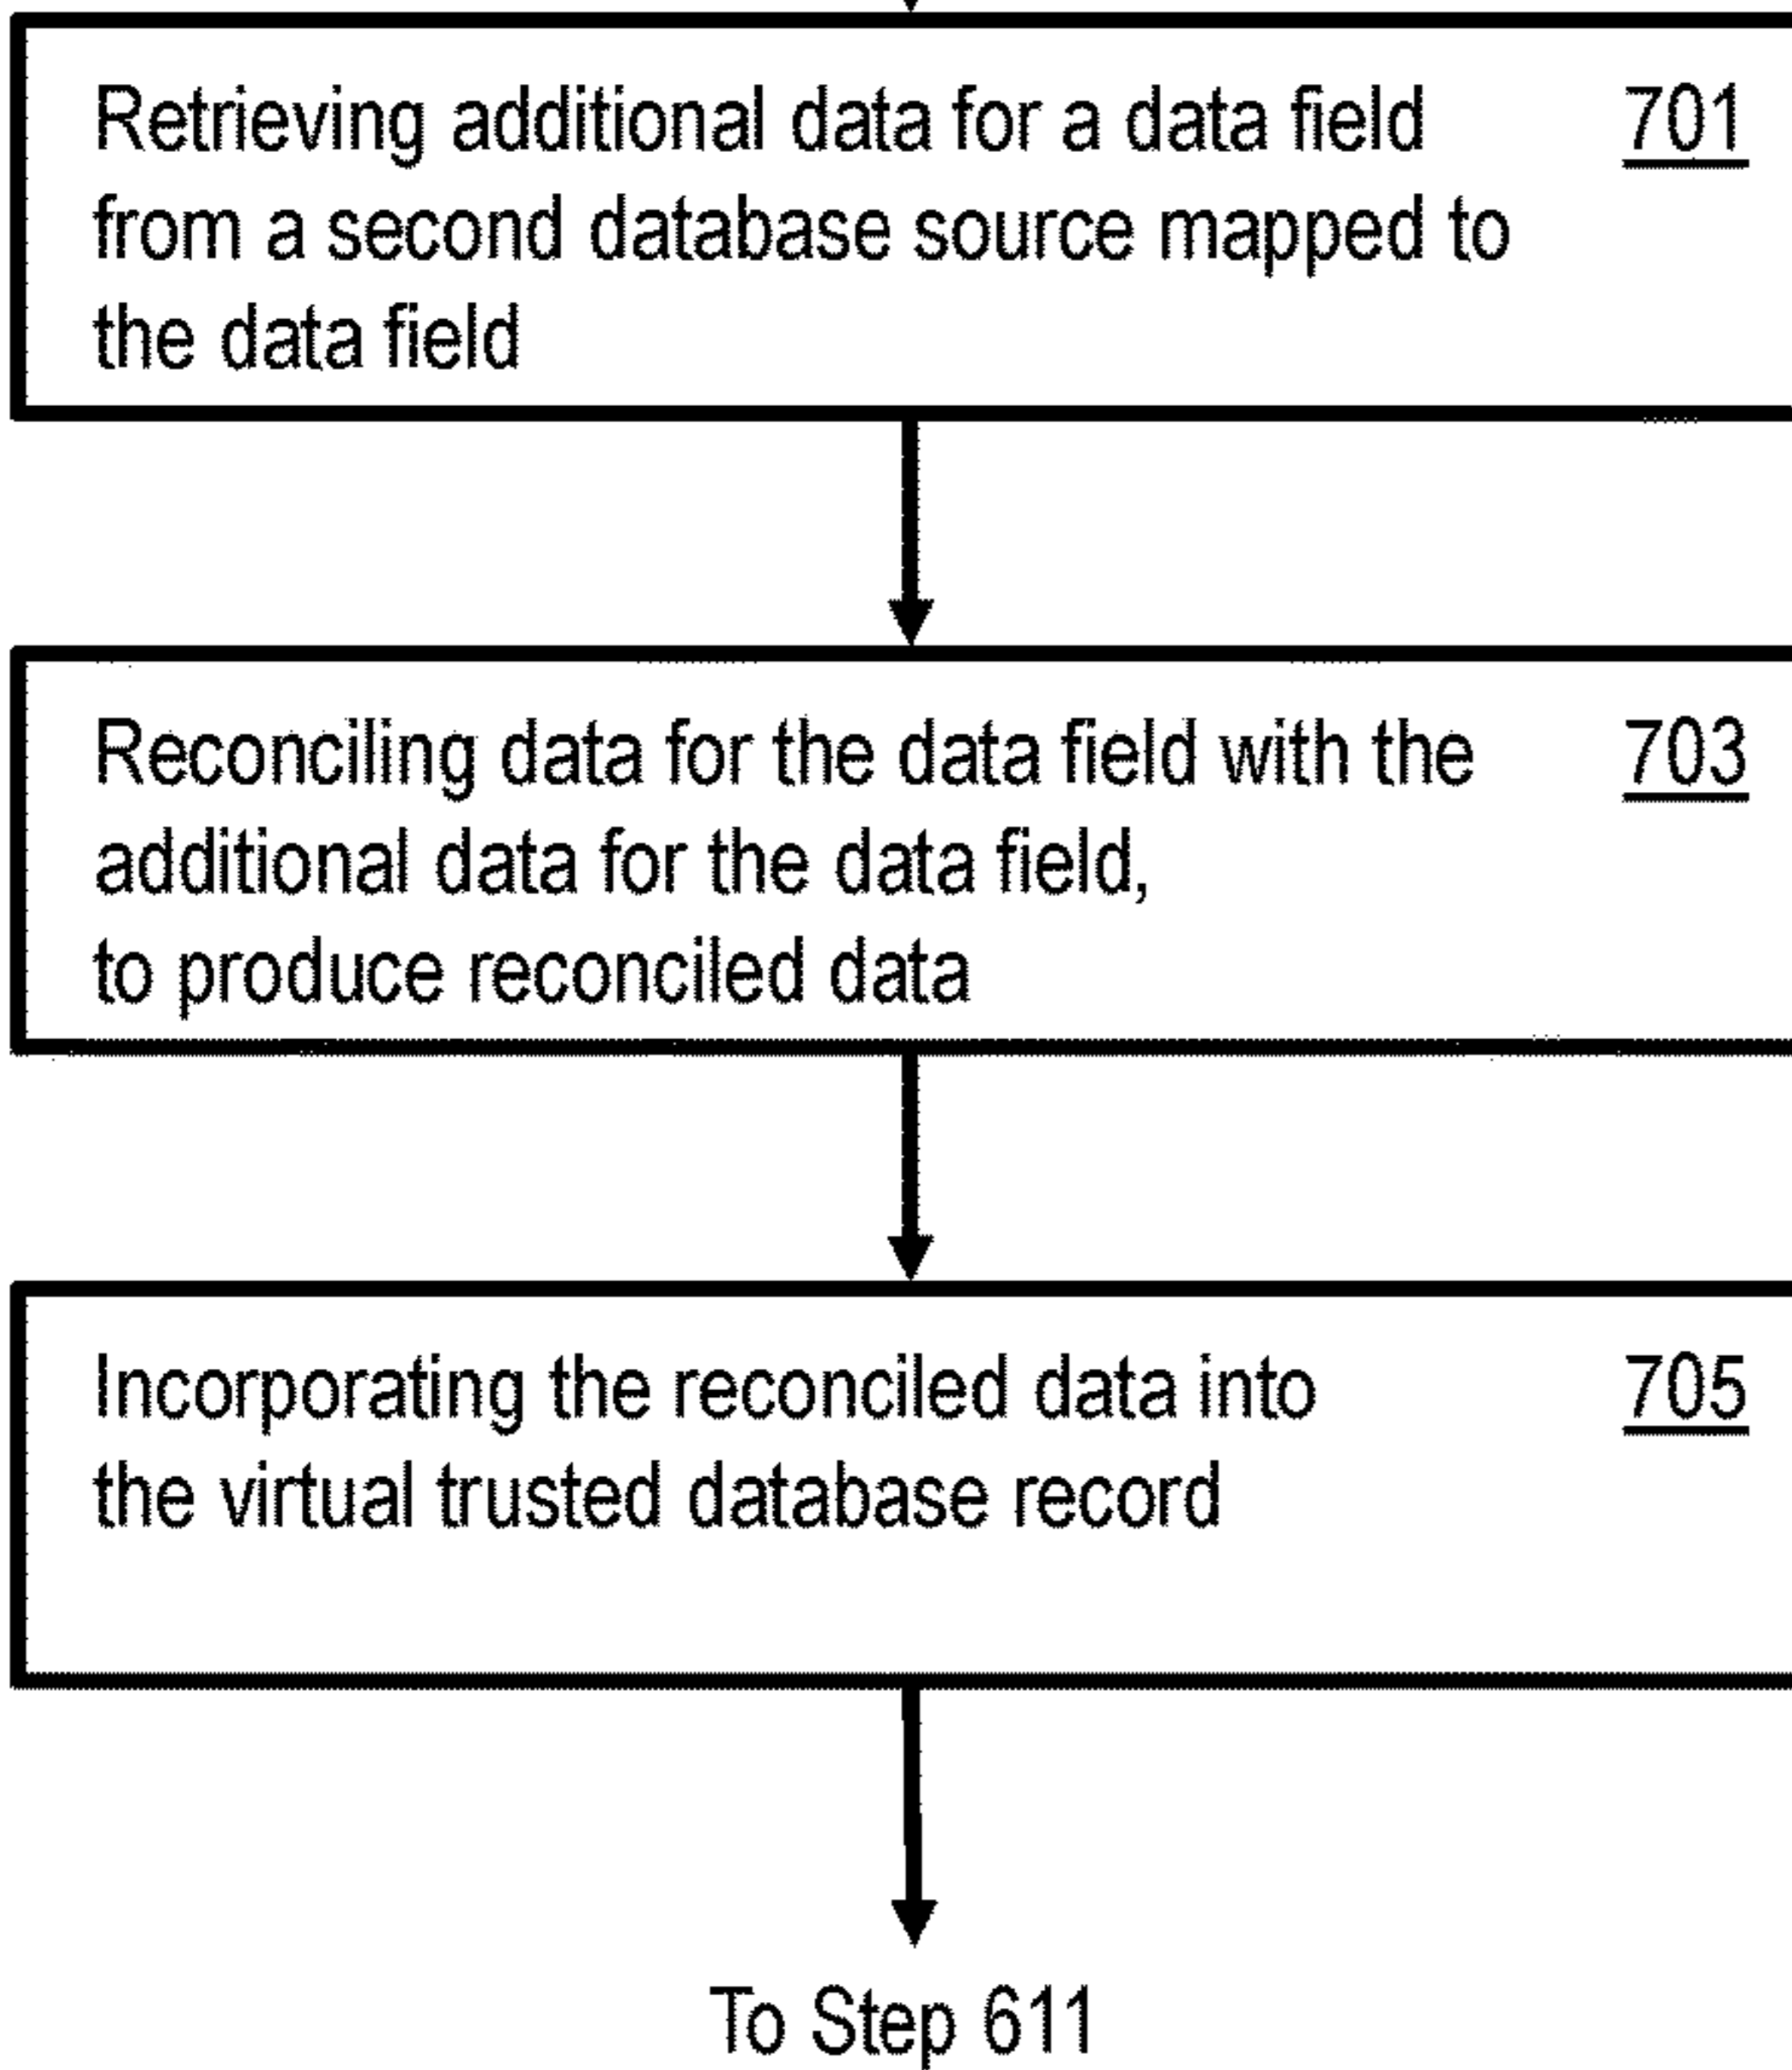 Retrieving additional data for a data field 701
from a second database source mapped to
the data field
Reconciling data for the data field with the 703
additional data for the data field,
to produce reconciled data
Incorporating the reconciled data into 705
the virtual trusted database record
To Step 611